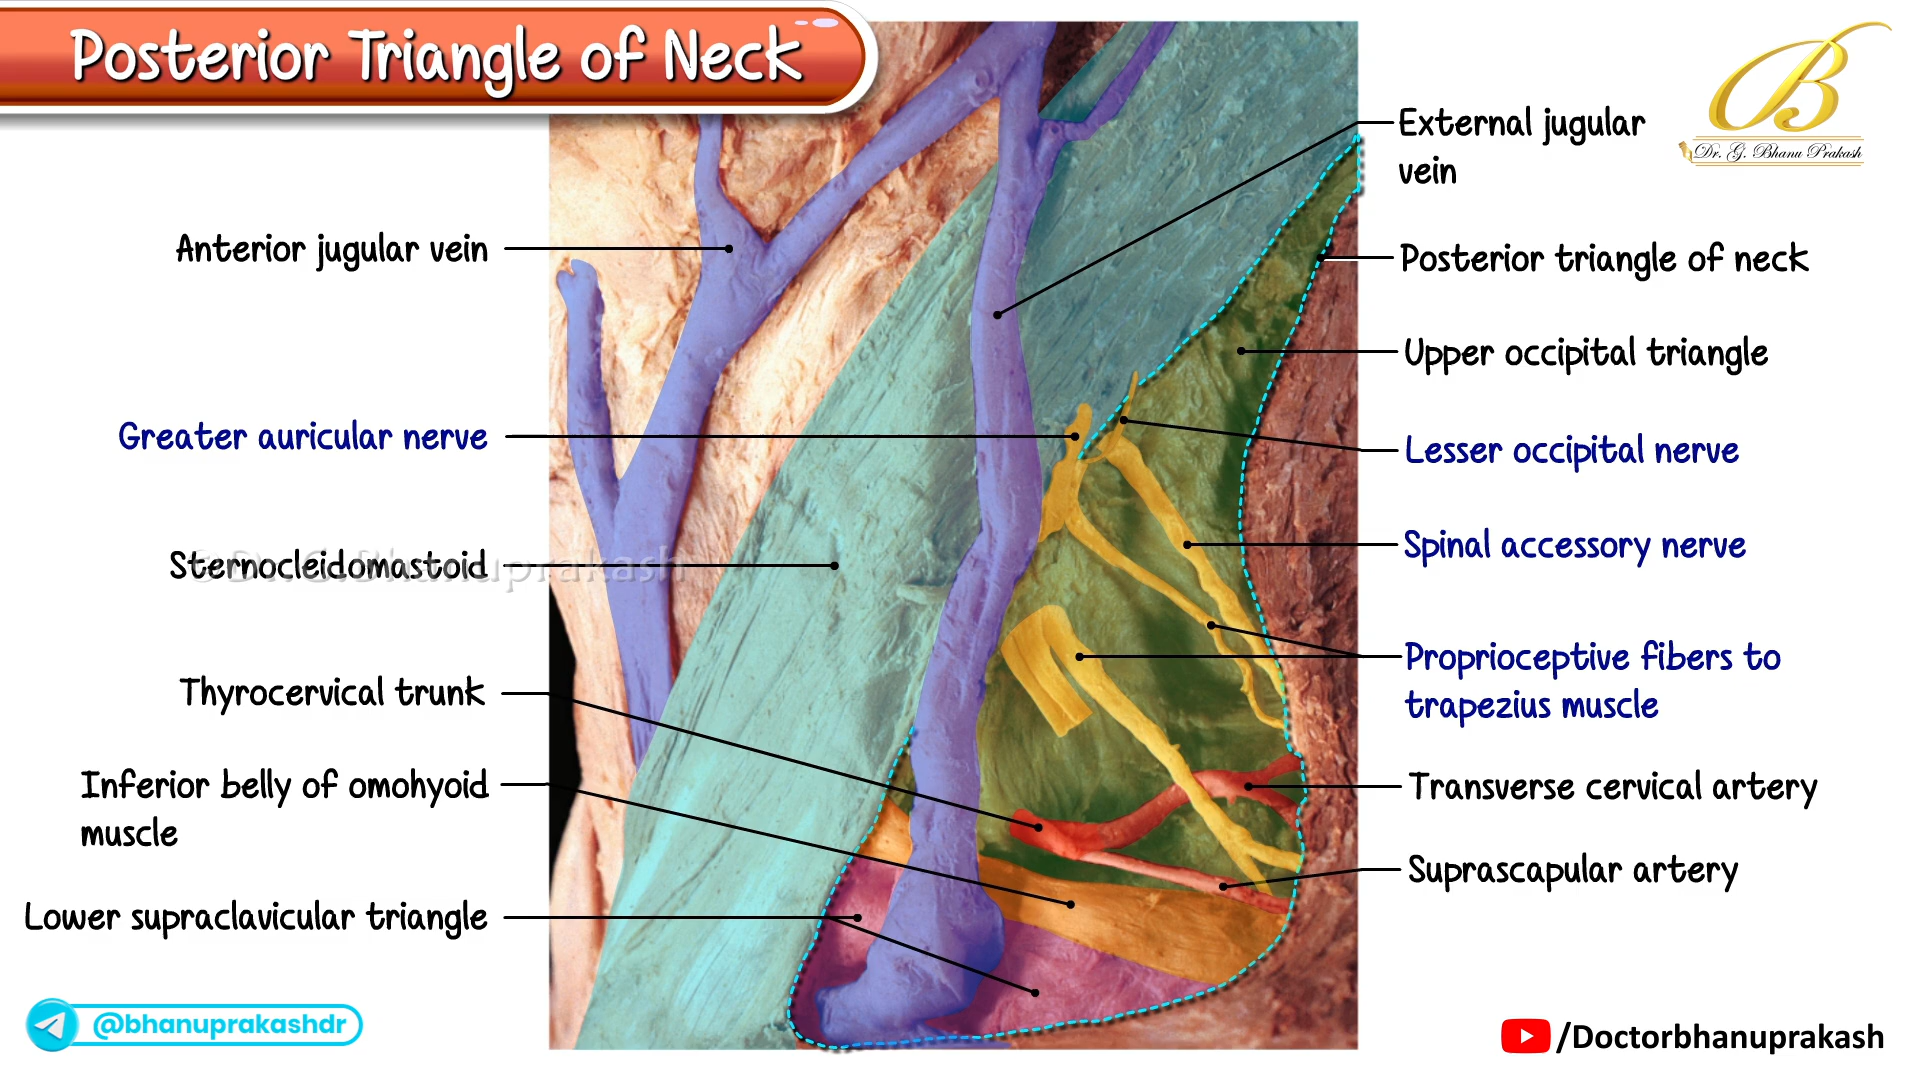 Posterior Triangle of Neck
Dr. G. Bhanu Prakash
External jugular
vein
Anterior jugular vein
Posterior triangle of neck
Upper occipital triangle
Greater auricular nerve
Lesser occipital nerve
Spinal accessory nerve
Sternocleidomastoid
©Dr.G.Bhanuprakash
Proprioceptive fibers to
trapezius muscle
Thyrocervical trunk
Inferior belly of omohyoid
muscle
Transverse cervical artery
Suprascapular artery
Lower supraclavicular triangle
@bhanuprakashdr
/Doctorbhanuprakash